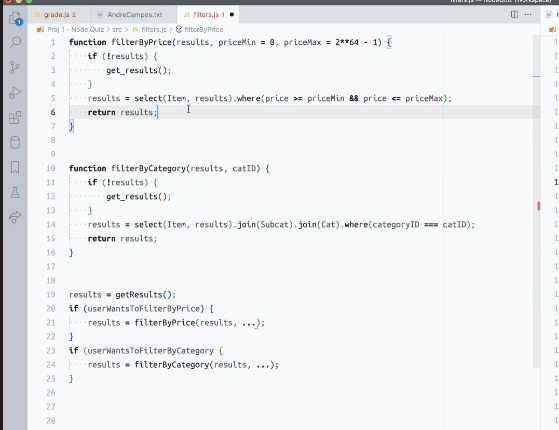 filters.js — NodeQuiz (Workspace)
JS grade.js 2
AndreCampos.txt
JS filters.js 1
Proj 1 - Node.Quiz > src > JS filters.js > filterByPrice
1 function filterByPrice(results, priceMin = 0, priceMax = 2**64 - 1) {
2 if (!results) {
3 get_results();
4 }
5 results = select(Item, results).where(price >= priceMin && price <= priceMax);
6 return results;
7 }
8
9
10 function filterByCategory(results, catID) {
11 if (!results) {
12 get_results();
13 }
14 results = select(Item, results).join(Subcat).join(Cat).where(categoryID === catID);
15 return results;
16 }
17
18
19 results = getResults();
20 if (userWantsToFilterByPrice) {
21 results = filterByPrice(results, ...);
22 }
23 if (userWantsToFilterByCategory {
24 results = filterByCategory(results, ...);
25 }
26
27
28